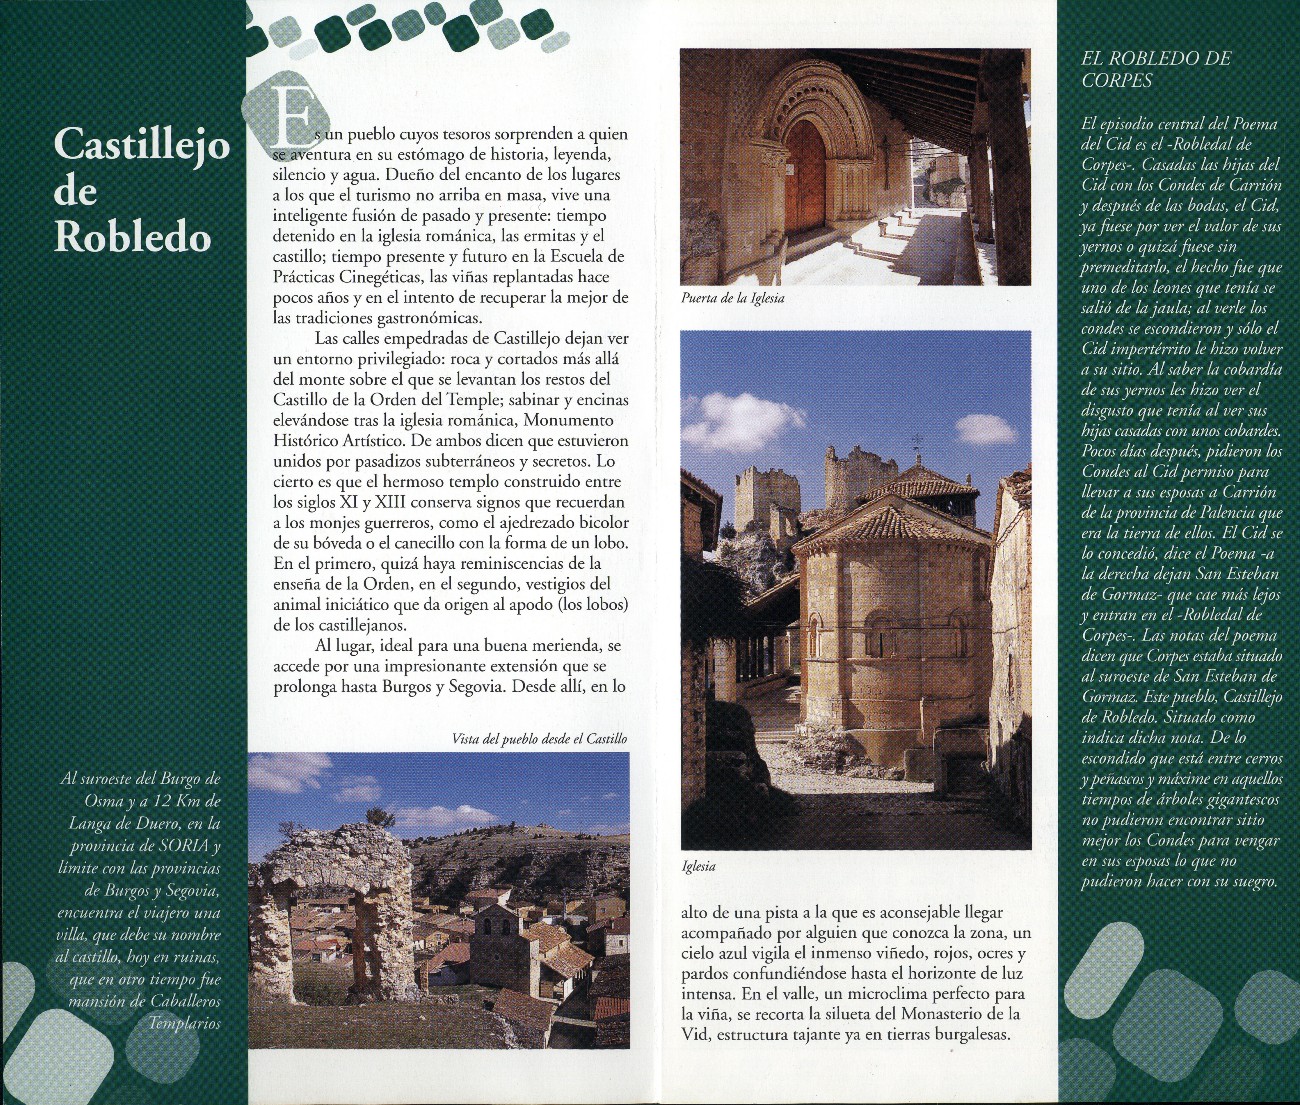 Castillejo
de
Robledo
Al suroeste del Burgo de
Osma y a 12 Km de
Langa de Duero, en la
provincia de SORIA y
límite con las provincias
de Burgos y Segovia,
encuentra el viajero una
villa, que debe su nombre
al castillo, hoy en ruinas,
que en otro tiempo fue
mansión de Caballeros
Templarios
Es un pueblo cuyos tesoros sorprenden a quien
se aventura en su estómago de historia, leyenda,
silencio y agua. Dueño del encanto de los lugares
a los que el turismo no arriba en masa, vive una
inteligente fusión de pasado y presente: tiempo
detenido en la iglesia románica, las ermitas y el
castillo; tiempo presente y futuro en la Escuela de
Prácticas Cinegéticas, las viñas replantadas hace
pocos años y en el intento de recuperar la mejor de
las tradiciones gastronómicas.
Las calles empedradas de Castillejo dejan ver
un entorno privilegiado: roca y cortados más allá
del monte sobre el que se levantan los restos del
Castillo de la Orden del Temple; sabinar y encinas
elevándose tras la iglesia románica, Monumento
Histórico Artístico. De ambos dicen que estuvieron
unidos por pasadizos subterráneos y secretos. Lo
cierto es que el hermoso templo construido entre
los siglos XI y XIII conserva signos que recuerdan
a los monjes guerreros, como el ajedrezado bicolor
de su bóveda o el canecillo con la forma de un lobo.
En el primero, quizá haya reminiscencias de la
enseña de la Orden, en el segundo, vestigios del
animal iniciático que da origen al apodo (los lobos)
de los castillejanos.
Al lugar, ideal para una buena merienda, se
accede por una impresionante extensión que se
prolonga hasta Burgos y Segovia. Desde allí, en lo
Vista del pueblo desde el Castillo
Puerta de la Iglesia
Iglesia
alto de una pista a la que es aconsejable llegar
acompañado por alguien que conozca la zona, un
cielo azul vigila el inmenso viñedo, rojos, ocres y
pardos confundiéndose hasta el horizonte de luz
intensa. En el valle, un microclima perfecto para
la viña, se recorta la silueta del Monasterio de la
Vid, estructura tajante ya en tierras burgalesas.
EL ROBLEDO DE
CORPES
El episodio central del Poema
del Cid es el -Robledal de
Corpes-. Casadas las hijas del
Cid con los Condes de Carrión
y después de las bodas, el Cid,
ya fuese por ver el valor de sus
yernos o quizá fuese sin
premeditarlo, el hecho fue que
uno de los leones que tenía se
salió de la jaula; al verle los
condes se escondieron y sólo el
Cid impertérrito le hizo volver
a su sitio. Al saber la cobardía
de sus yernos les hizo ver el
disgusto que tenía al ver sus
hijas casadas con unos cobardes.
Pocos días después, pidieron los
Condes al Cid permiso para
llevar a sus esposas a Carrión
de la provincia de Palencia que
era la tierra de ellos. El Cid se
lo concedió, dice el Poema -a
la derecha dejan San Esteban
de Gormaz- que cae más lejos
y entran en el -Robledal de
Corpes-. Las notas del poema
dicen que Corpes estaba situado
al suroeste de San Esteban de
Gormaz. Este pueblo, Castillejo
de Robledo. Situado como
indica dicha nota. De lo
escondido que está entre cerros
y peñascos y máxime en aquellos
tiempos de árboles gigantescos
no pudieron encontrar sitio
mejor los Condes para vengar
en sus esposas lo que no
pudieron hacer con su suegro.